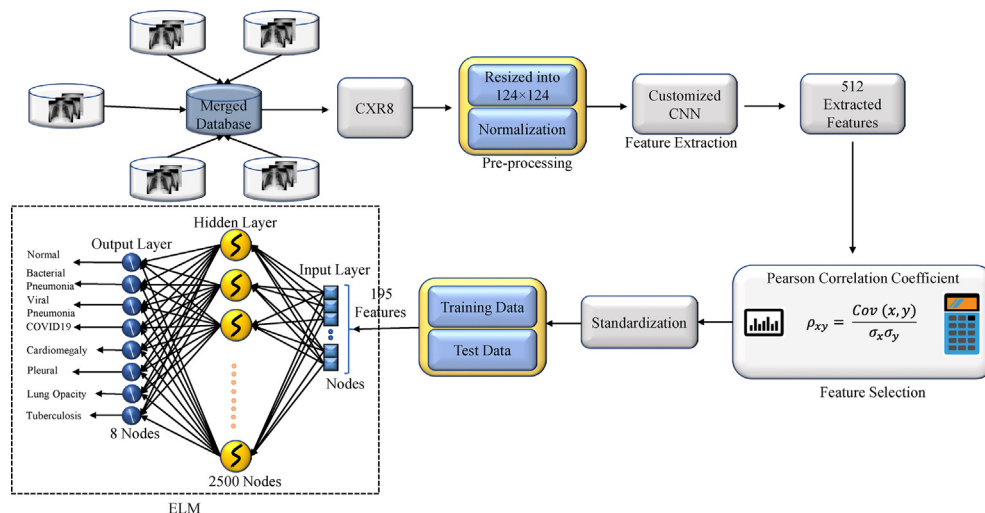 Merged
Database
CXR8
Resized into
124×124
Normalization
Pre-processing
Customized
CNN
Feature Extraction
512
Extracted
Features
Pearson Correlation Coefficient
ρxy = Cov (x, y) / σxσy
Feature Selection
Standardization
Training Data
Test Data
195
Features
Input Layer
Nodes
Hidden Layer
2500 Nodes
Output Layer
8 Nodes
Normal
Bacterial
Pneumonia
Viral
Pneumonia
COVID19
Cardiomegaly
Pleural
Lung Opacity
Tuberculosis
ELM